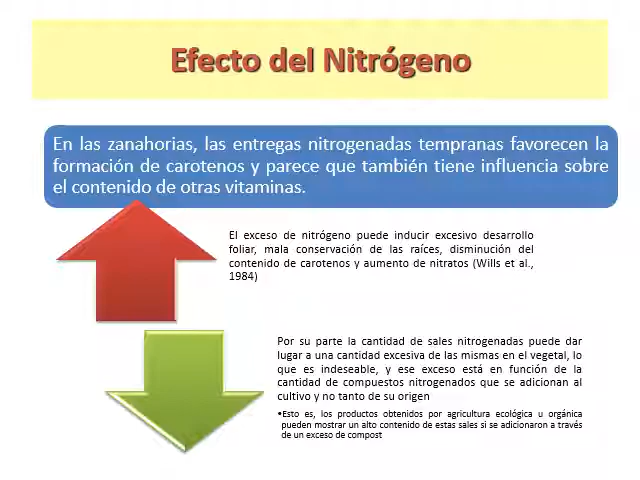 Efecto del Nitrógeno
En las zanahorias, las entregas nitrogenadas tempranas favorecen la
formación de carotenos y parece que también tiene influencia sobre
el contenido de otras vitaminas.
El exceso de nitrógeno puede inducir excesivo desarrollo
foliar, mala conservación de las raíces, disminución del
contenido de carotenos y aumento de nitratos (Wills et al.,
1984)
Por su parte la cantidad de sales nitrogenadas puede dar
lugar a una cantidad excesiva de las mismas en el vegetal, lo
que es indeseable, y ese exceso está en función de la
cantidad de compuestos nitrogenados que se adicionan al
cultivo y no tanto de su origen
•Esto es, los productos obtenidos por agricultura ecológica u orgánica
pueden mostrar un alto contenido de estas sales si se adicionaron a través
de un exceso de compost